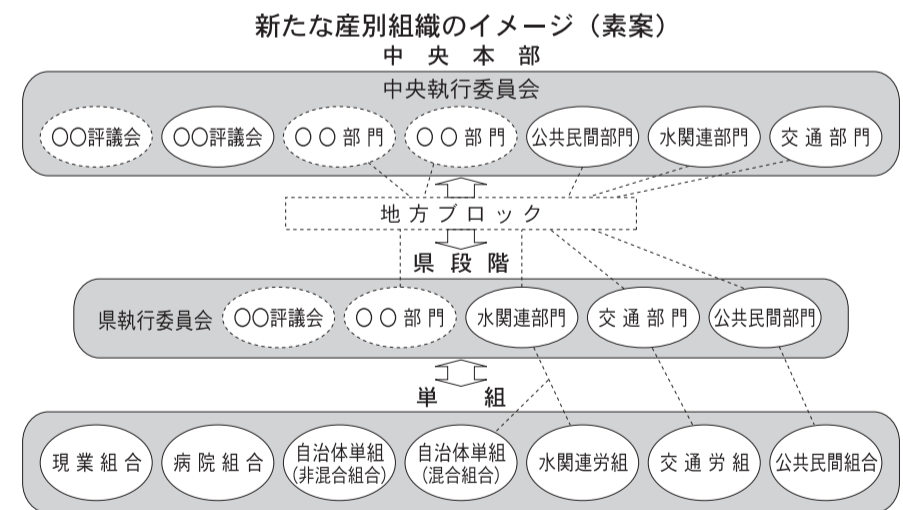 新たな産別組織のイメージ（素案）
中央本部
中央執行委員会
〇〇評議会 〇〇評議会 〇〇部門 〇〇部門 公共民間部門 水関連部門 交通部門
地方ブロック
県段階
県執行委員会 〇〇評議会 〇〇部門 水関連部門 交通部門 公共民間部門
単組
現業組合 病院組合 自治体単組 自治体単組 水関連労組 交通労組 公共民間組合
(非混合組合) (混合組合)